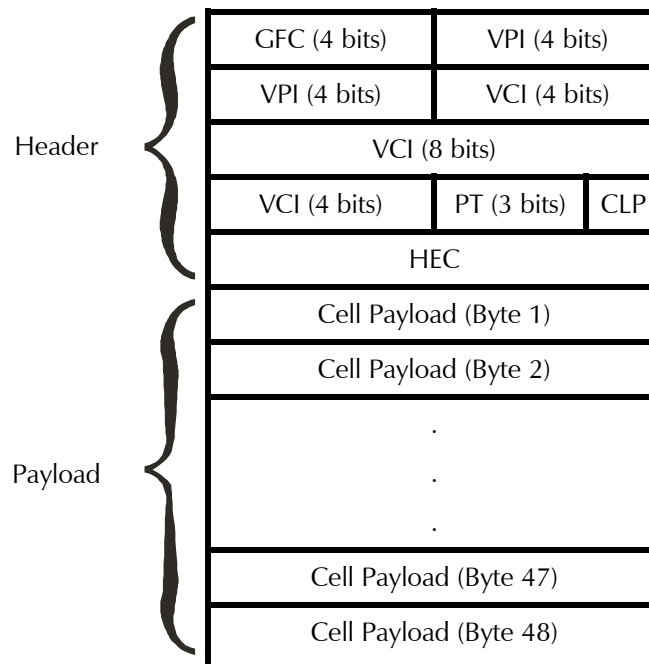 GFC (4 bits) VPI (4 bits)
VPI (4 bits) VCI (4 bits)
Header
VCI (8 bits)
VCI (4 bits) PT (3 bits) CLP
HEC
Cell Payload (Byte 1)
Cell Payload (Byte 2)
.
Payload
.
.
Cell Payload (Byte 47)
Cell Payload (Byte 48)